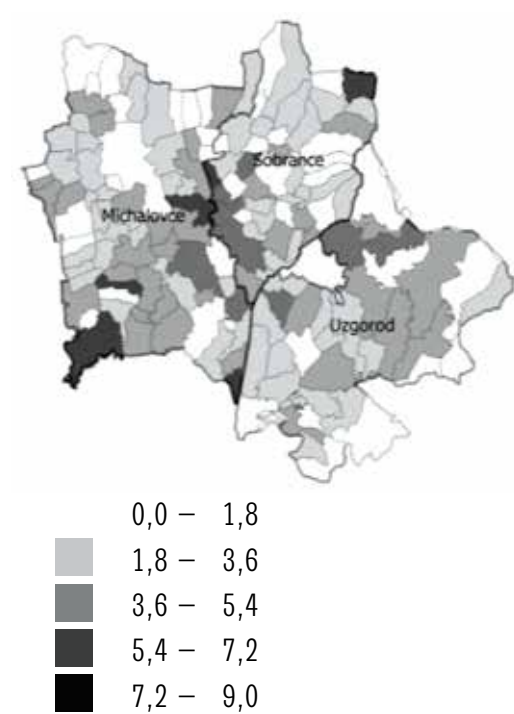 Sobrance
Michalovce
Uzgorod
0,0 – 1,8
1,8 – 3,6
3,6 – 5,4
5,4 – 7,2
7,2 – 9,0